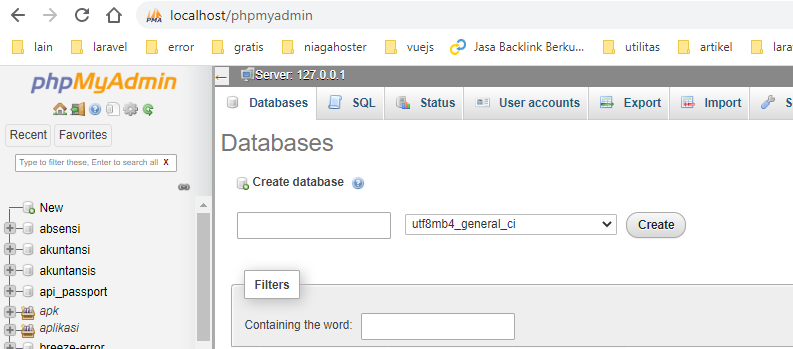 localhost/phpmyadmin
lain laravel error gratis niagahoster vuejs Jasa Backlink Berku... utilitas artikel lara
phpMyAdmin
Server: 127.0.0.1
Databases SQL Status User accounts Export Import S
Recent Favorites
Type to filter these, Enter to search all X
Databases
Create database
utf8mb4_general_ci Create
New
absensi
akuntansi
akuntansis
api_passport
apk
aplikasi
breeze-error
Filters
Containing the word: